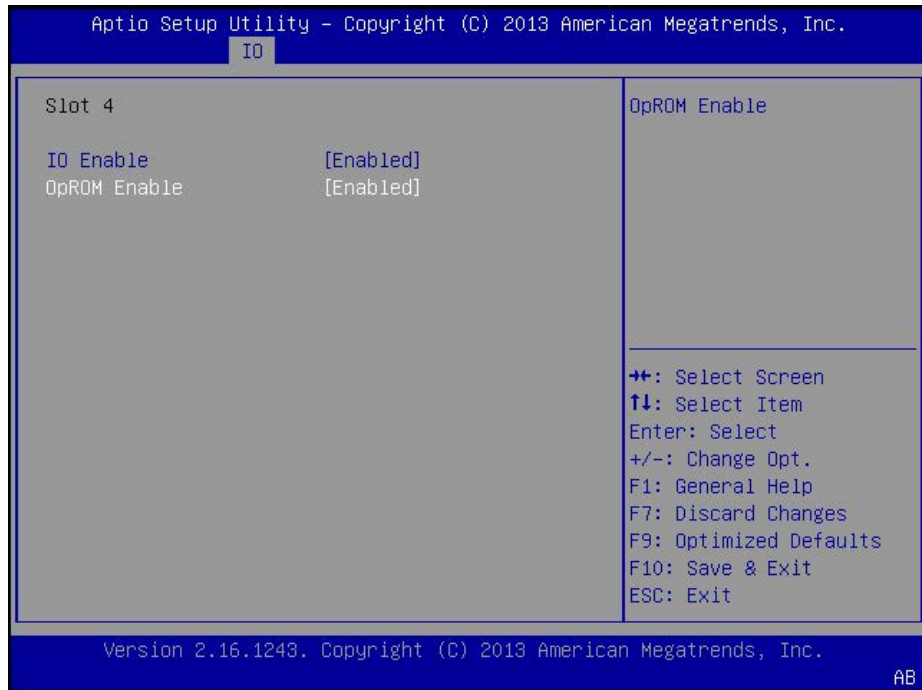 Aptio Setup Utility – Copyright (C) 2013 American Megatrends, Inc.
IO
Slot 4
IO Enable [Enabled]
OpROM Enable [Enabled]
OpROM Enable
→←: Select Screen
↑↓: Select Item
Enter: Select
+/-: Change Opt.
F1: General Help
F7: Discard Changes
F9: Optimized Defaults
F10: Save & Exit
ESC: Exit
Version 2.16.1243. Copyright (C) 2013 American Megatrends, Inc.
AB